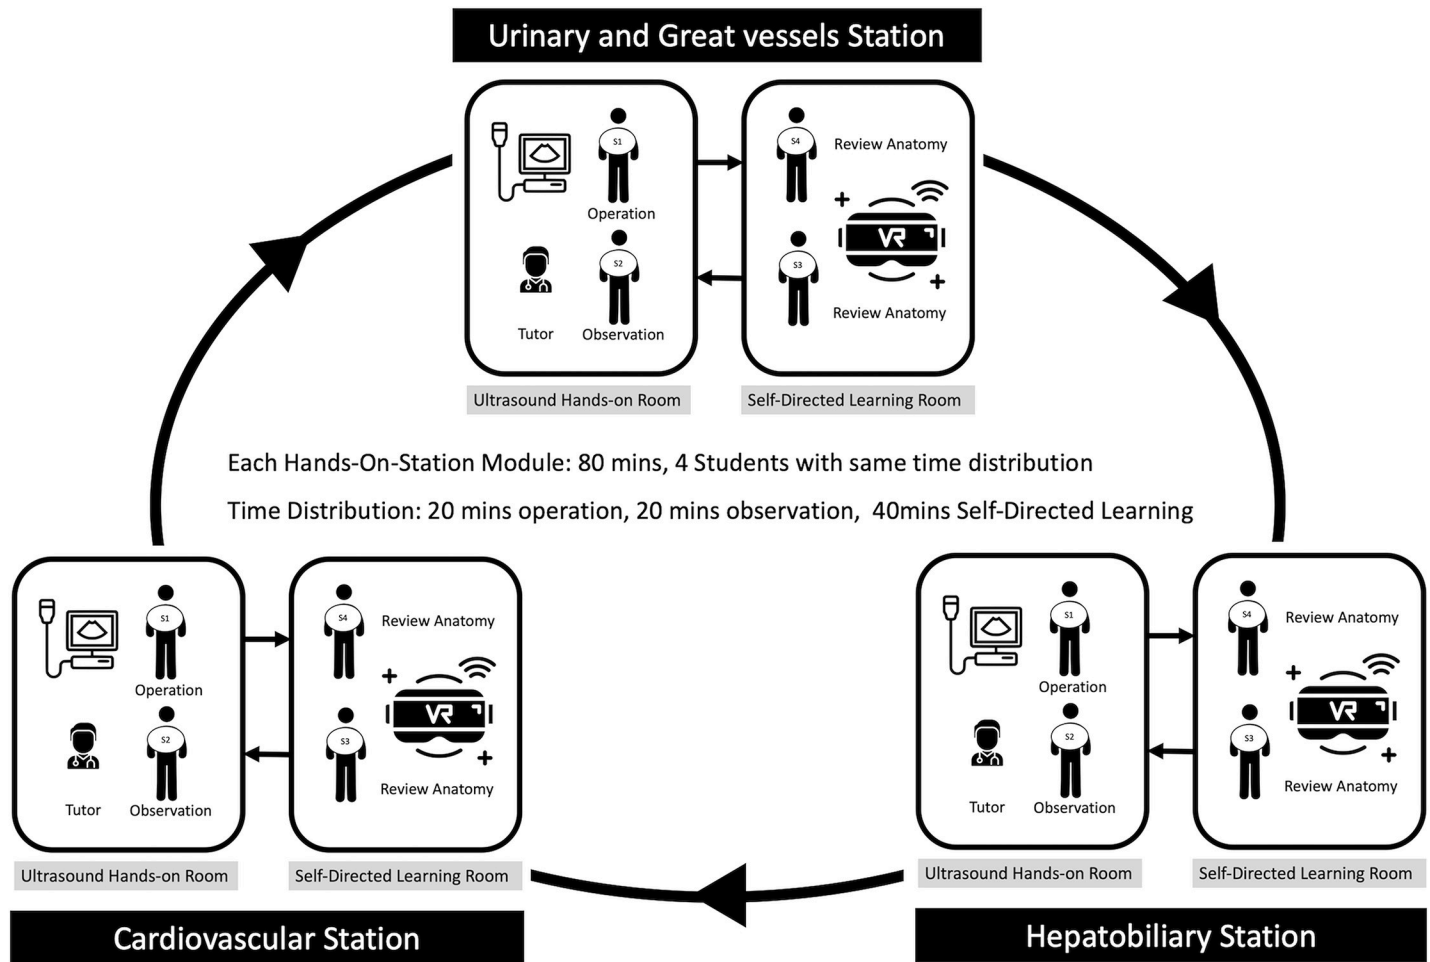 Urinary and Great vessels Station
S1
Operation
S2
Tutor
Observation
S4
Review Anatomy
VR
S3
Review Anatomy
Ultrasound Hands-on Room
Self-Directed Learning Room
Each Hands-On-Station Module: 80 mins, 4 Students with same time distribution
Time Distribution: 20 mins operation, 20 mins observation, 40mins Self-Directed Learning
S1
Operation
S2
Tutor
Observation
S4
Review Anatomy
VR
S3
Review Anatomy
Ultrasound Hands-on Room
Self-Directed Learning Room
Cardiovascular Station
S1
Operation
S2
Tutor
Observation
S4
Review Anatomy
VR
S3
Review Anatomy
Ultrasound Hands-on Room
Self-Directed Learning Room
Hepatobiliary Station